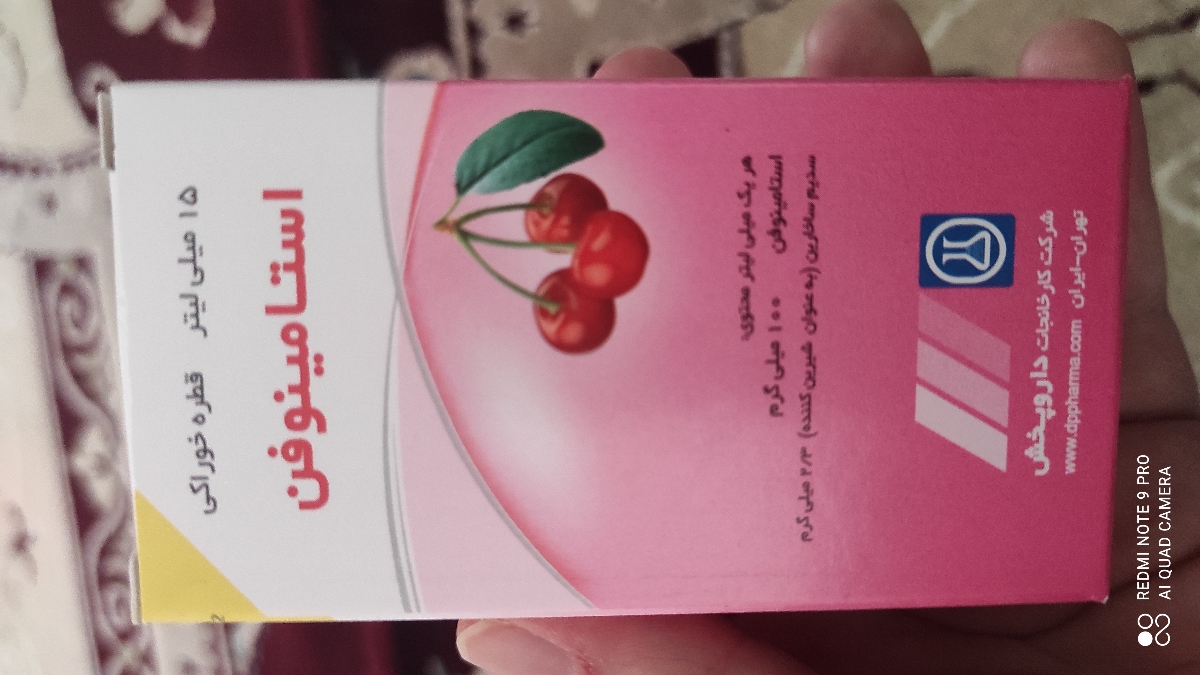 ۱۵ میلی لیتر قطره خوراکی
استامینوفن
هر یک میلی لیتر محتوی:
استامینوفن ۱۰۰ میلی گرم
سدیم ساخارین (به عنوان شیرین کننده) ۲/۳ میلی گرم
شرکت کارخانجات داروپخش
تهران-ایران www.dppharma.com
REDMI NOTE 9 PRO
AI QUAD CAMERA